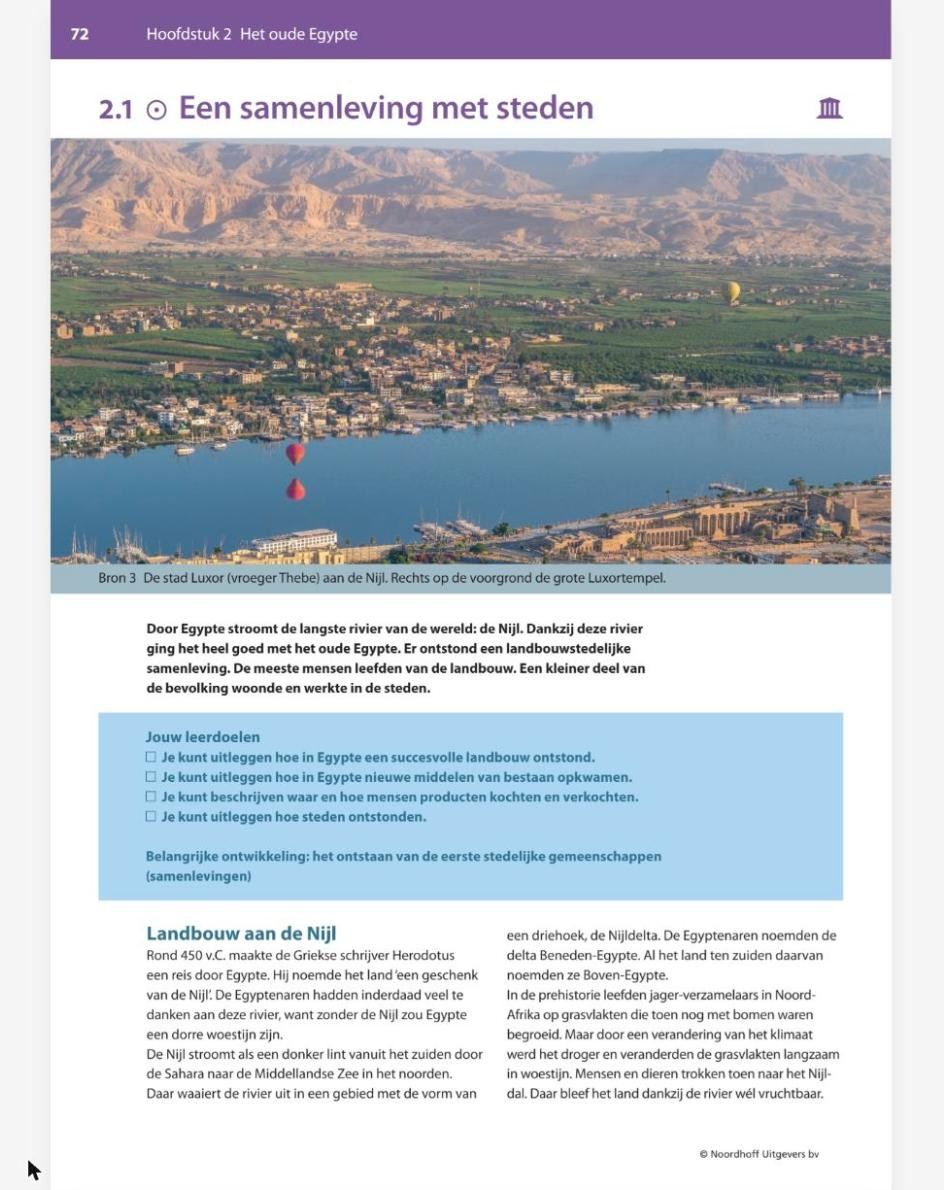 72 Hoofdstuk 2 Het oude Egypte
2.1 Een samenleving met steden
Bron 3 De stad Luxor (vroeger Thebe) aan de Nijl. Rechts op de voorgrond de grote Luxortempel.
Door Egypte stroomt de langste rivier van de wereld: de Nijl. Dankzij deze rivier
ging het heel goed met het oude Egypte. Er ontstond een landbouwstedelijke
samenleving. De meeste mensen leefden van de landbouw. Een kleiner deel van
de bevolking woonde en werkte in de steden.
Jouw leerdoelen
☐ Je kunt uitleggen hoe in Egypte een succesvolle landbouw ontstond.
☐ Je kunt uitleggen hoe in Egypte nieuwe middelen van bestaan opkwamen.
☐ Je kunt beschrijven waar en hoe mensen producten kochten en verkochten.
☐ Je kunt uitleggen hoe steden ontstonden.
Belangrijke ontwikkeling: het ontstaan van de eerste stedelijke gemeenschappen
(samenlevingen)
Landbouw aan de Nijl
Rond 450 v.C. maakte de Griekse schrijver Herodotus
een reis door Egypte. Hij noemde het land 'een geschenk
van de Nijl'. De Egyptenaren hadden inderdaad veel te
danken aan deze rivier, want zonder de Nijl zou Egypte
een dorre woestijn zijn.
De Nijl stroomt als een donker lint vanuit het zuiden door
de Sahara naar de Middellandse Zee in het noorden.
Daar waaiert de rivier uit in een gebied met de vorm van
een driehoek, de Nijldelta. De Egyptenaren noemden de
delta Beneden-Egypte. Al het land ten zuiden daarvan
noemden ze Boven-Egypte.
In de prehistorie leefden jager-verzamelaars in Noord-
Afrika op grasvlakten die toen nog met bomen waren
begroeid. Maar door een verandering van het klimaat
werd het droger en veranderden de grasvlakten langzaam
in woestijn. Mensen en dieren trokken toen naar het Nijl-
dal. Daar bleef het land dankzij de rivier wél vruchtbaar.
© Noordhoff Uitgevers bv